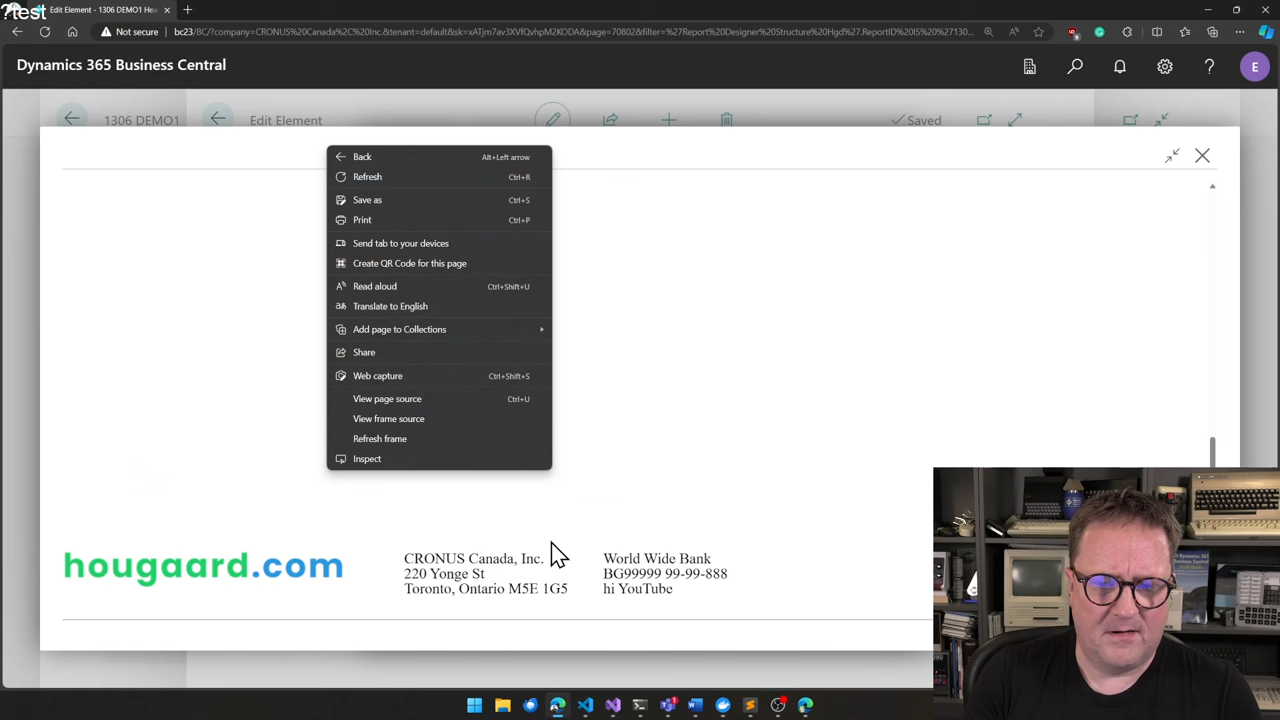 ?test
Edit Element - 1306 DEMO1 Hea
Not secure
bc23/BC/?company=CRONUS%20Canada%2C%20Inc.&tenant=default&sk=xATjm7av3XVfQvhpM2KODA&page=70802&filter=%27Report%20Designer%20Structure%20Hgd%27.ReportID%20IS%20%27130...
Dynamics 365 Business Central
E
1306 DEMO1
Edit Element
Saved
Back Alt+Left arrow
Refresh Ctrl+R
Save as Ctrl+S
Print Ctrl+P
Send tab to your devices
Create QR Code for this page
Read aloud Ctrl+Shift+U
Translate to English
Add page to Collections
Share
Web capture Ctrl+Shift+S
View page source Ctrl+U
View frame source
Refresh frame
Inspect
hougaard.com
CRONUS Canada, Inc.
220 Yonge St
Toronto, Ontario M5E 1G5
World Wide Bank
BG99999 99-99-888
hi YouTube